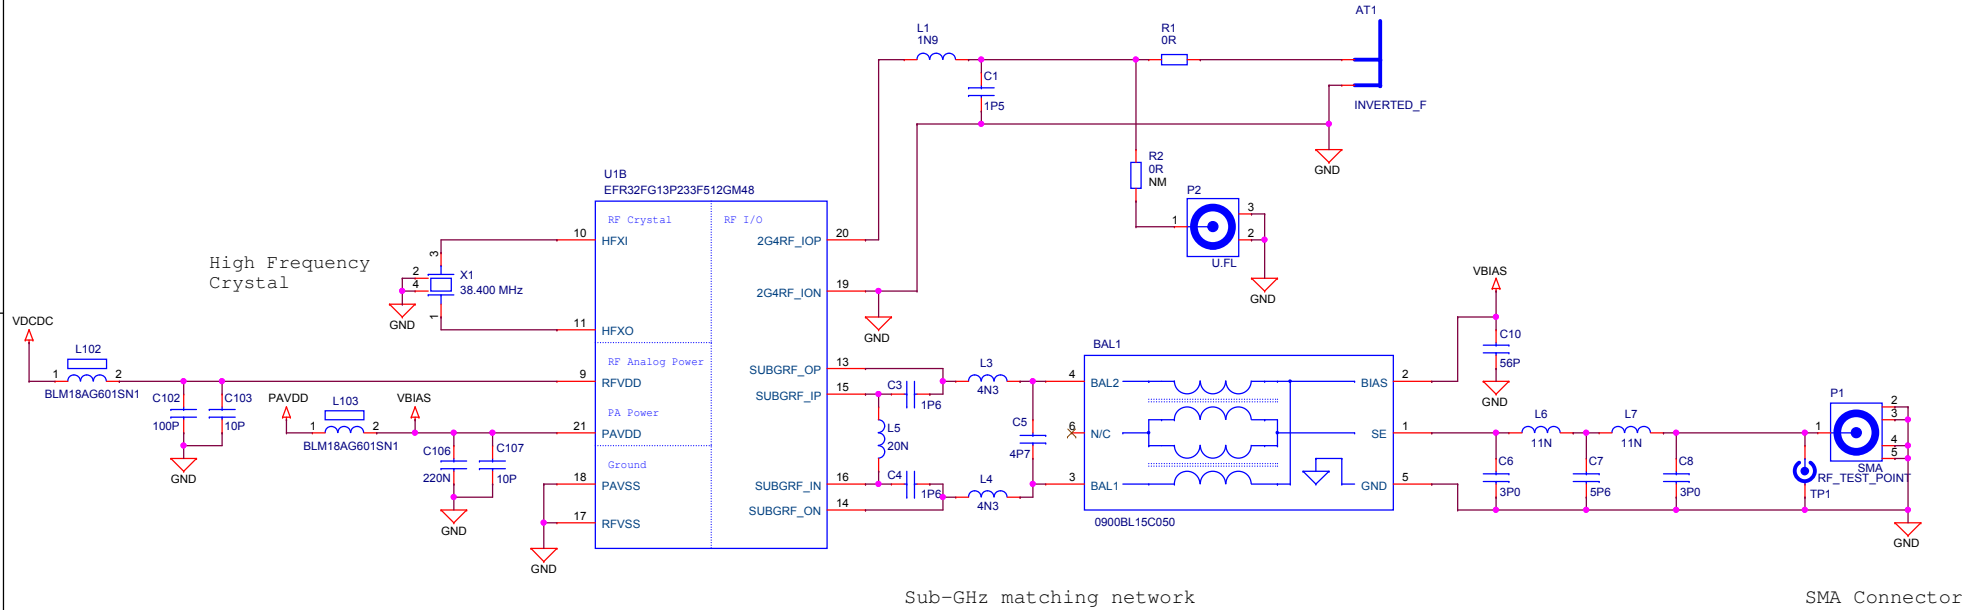 AT1
L1
1N9
R1
0R
C1
1P5
INVERTED_F
GND
R2
0R
NM
P2
1
3
2
U.FL
GND
U1B
EFR32FG13P233F512GM48
RF Crystal
RF I/O
10
HFXI
2G4RF_IOP
20
High Frequency
Crystal
3
2
4
X1
38.400 MHz
1
GND
2G4RF_ION
19
GND
11
HFXO
VDCDC
L102
1
2
BLM18AG601SN1
C102
100P
C103
10P
GND
RF Analog Power
9
RFVDD
SUBGRF_OP
13
SUBGRF_IP
15
PAVDD
L103
1
2
BLM18AG601SN1
VBIAS
PA Power
21
PAVDD
C106
220N
C107
10P
GND
Ground
18
PAVSS
17
RFVSS
GND
SUBGRF_IN
16
SUBGRF_ON
14
C3
1P6
L3
4N3
L5
20N
C5
4P7
C4
1P6
L4
4N3
BAL1
4
BAL2
6
N/C
3
BAL1
BIAS
2
SE
1
GND
5
0900BL15C050
VBIAS
C10
56P
GND
L6
11N
L7
11N
C6
3P0
C7
5P6
C8
3P0
P1
1
2
3
4
5
SMA
RF_TEST_POINT
TP1
GND
Sub-GHz matching network
SMA Connector